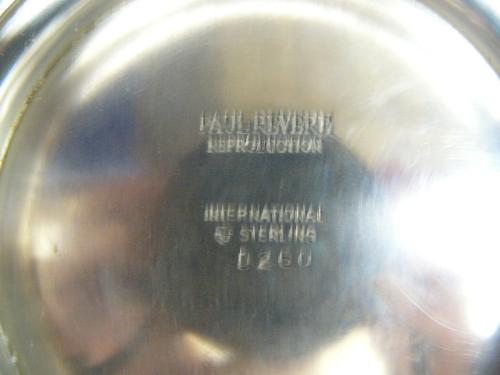 PAUL REVERE
REPRODUCTION
INTERNATIONAL
STERLING
D260